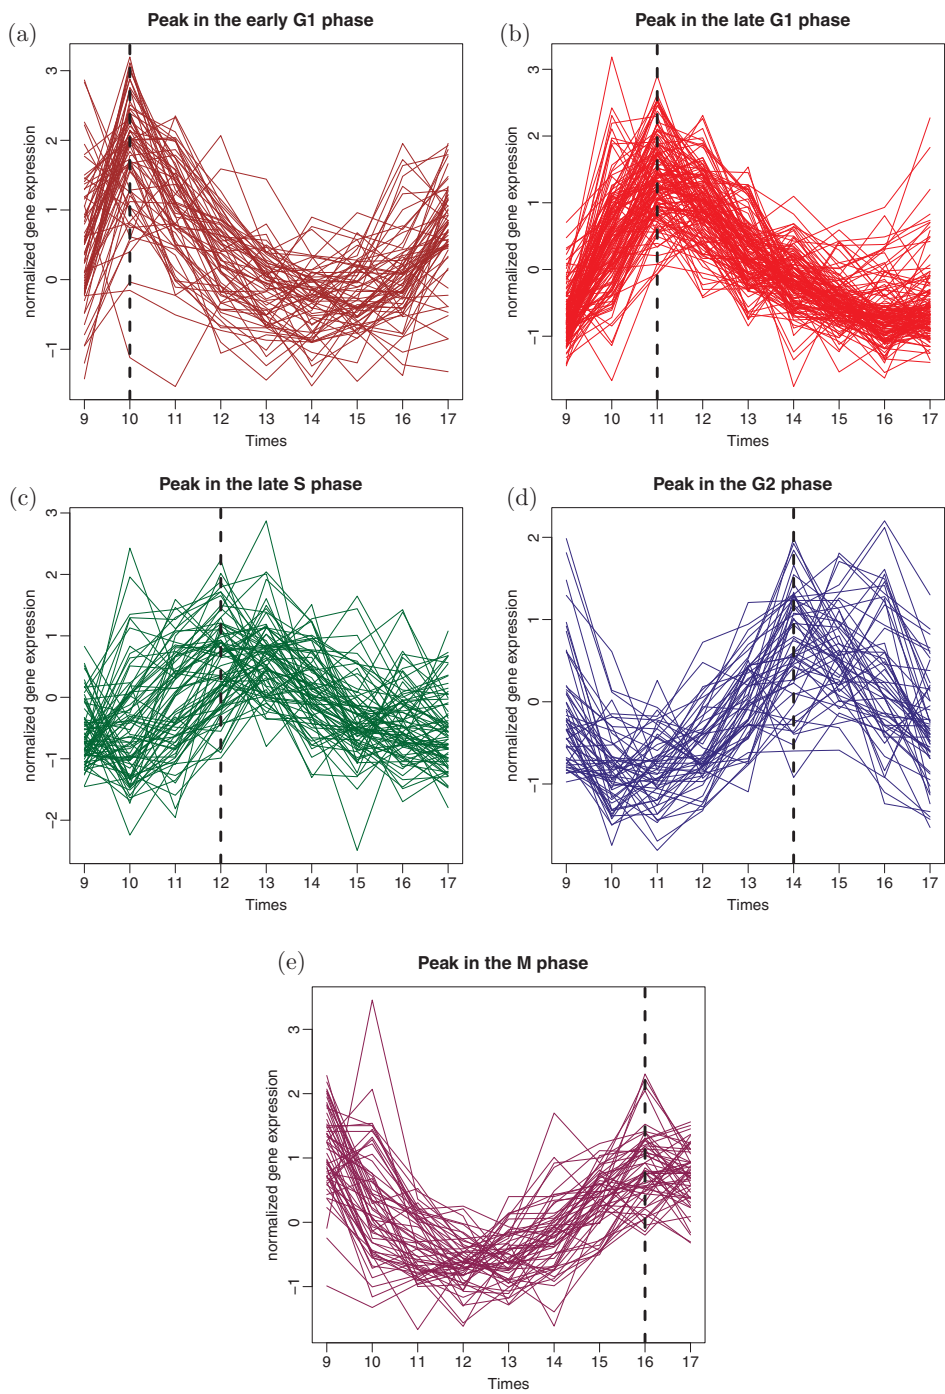 (a)
Peak in the early G1 phase
normalized gene expression
3
2
1
0
−1
9 10 11 12 13 14 15 16 17
Times
(b)
Peak in the late G1 phase
normalized gene expression
3
2
1
0
−1
9 10 11 12 13 14 15 16 17
Times
(c)
Peak in the late S phase
normalized gene expression
3
2
1
0
−1
−2
9 10 11 12 13 14 15 16 17
Times
(d)
Peak in the G2 phase
normalized gene expression
2
1
0
−1
9 10 11 12 13 14 15 16 17
Times
(e)
Peak in the M phase
normalized gene expression
3
2
1
0
−1
9 10 11 12 13 14 15 16 17
Times